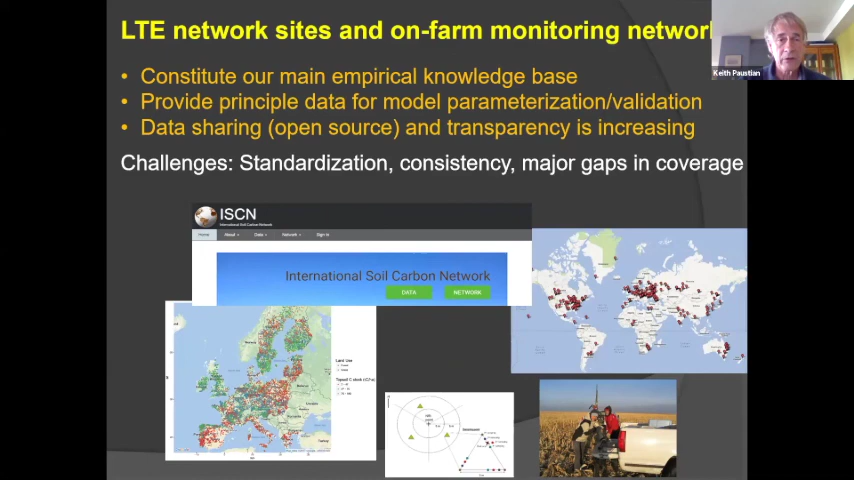 LTE network sites and on-farm monitoring network
Keith Paustian
• Constitute our main empirical knowledge base
• Provide principle data for model parameterization/validation
• Data sharing (open source) and transparency is increasing
Challenges: Standardization, consistency, major gaps in coverage
ISCN
International Soil Carbon Network
Home About Data Network Sign in
International Soil Carbon Network
DATA NETWORK
Land Use